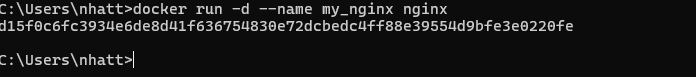 C:\Users\nhatt>docker run -d --name my_nginx nginx
d15f0c6fc3934e6de8d41f636754830e72dcbedc4ff88e39554d9bfe3e0220fe
C:\Users\nhatt>